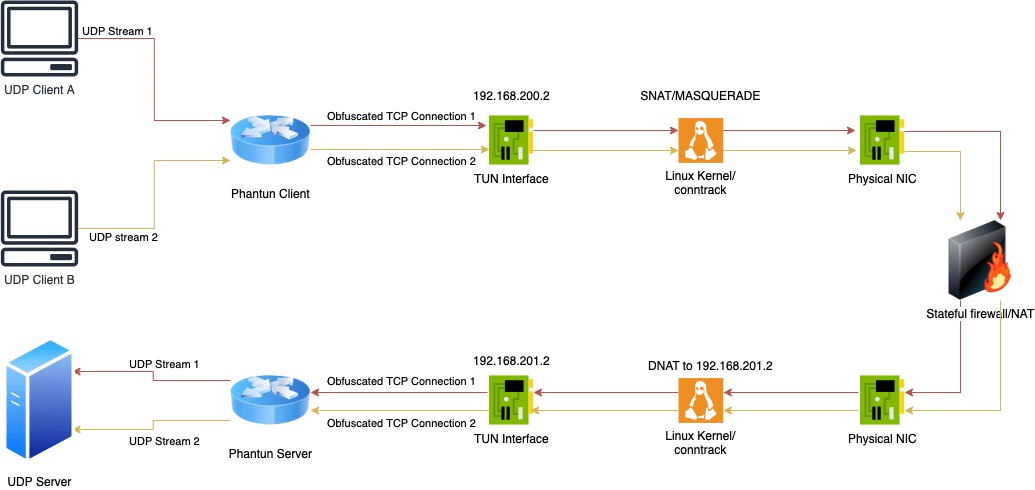 UDP Stream 1
UDP Client A
192.168.200.2
SNAT/MASQUERADE
Obfuscated TCP Connection 1
Obfuscated TCP Connection 2
Phantun Client
TUN Interface
Linux Kernel/
conntrack
Physical NIC
UDP stream 2
UDP Client B
Stateful firewall/NAT
192.168.201.2
DNAT to 192.168.201.2
UDP Stream 1
Obfuscated TCP Connection 1
Obfuscated TCP Connection 2
UDP Stream 2
Phantun Server
TUN Interface
Linux Kernel/
conntrack
Physical NIC
UDP Server